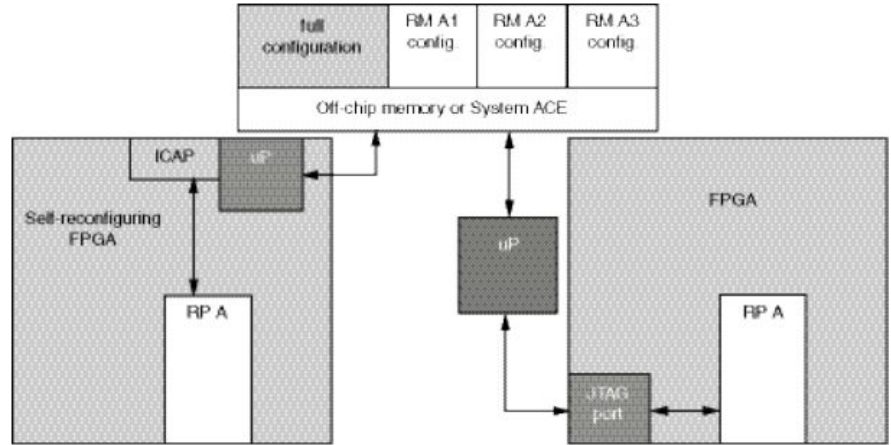 full
configuration
RM A1
config.
RM A2
config.
RM A3
config.
Off-chip memory or System ACE
ICAP
uP
Self-reconfiguring
FPGA
RP A
uP
FPGA
RP A
JTAG
port